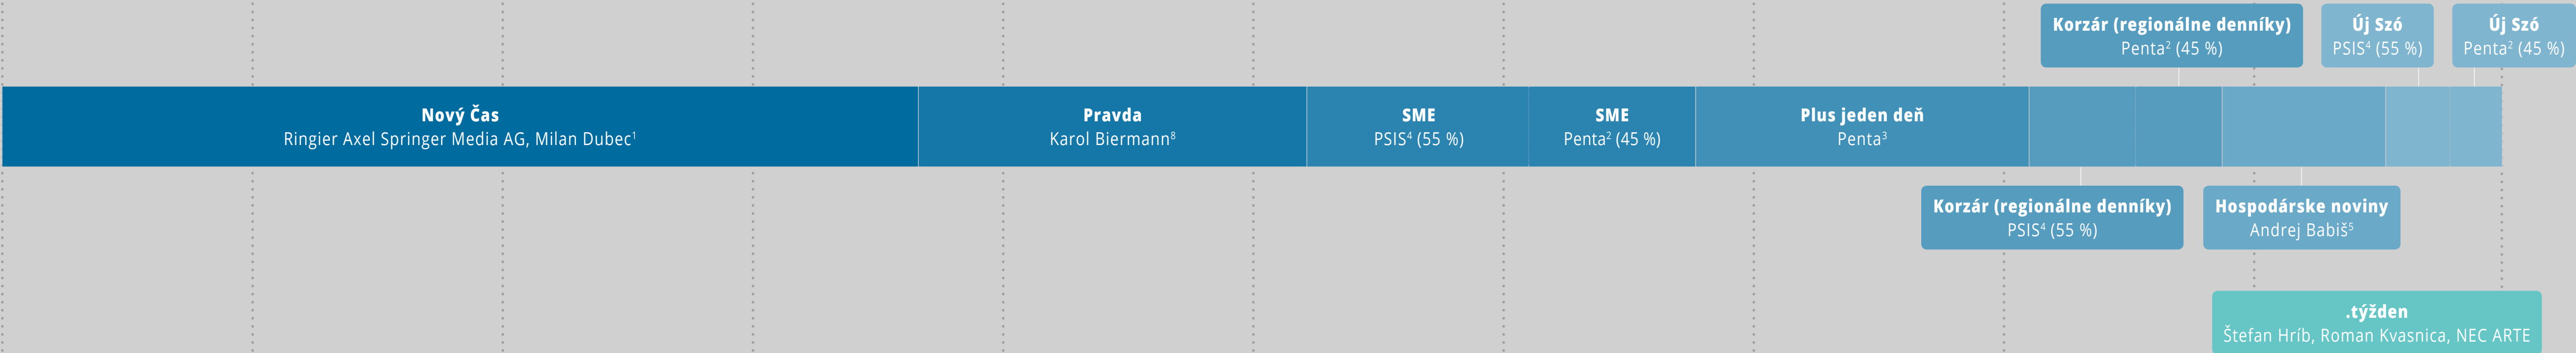 Korzár (regionálne denníky)
Penta² (45 %)
Új Szó
PSIS⁴ (55 %)
Új Szó
Penta² (45 %)
Nový Čas
Ringier Axel Springer Media AG, Milan Dubec¹
Pravda
Karol Biermann⁸
SME
PSIS⁴ (55 %)
SME
Penta² (45 %)
Plus jeden deň
Penta³
Korzár (regionálne denníky)
PSIS⁴ (55 %)
Hospodárske noviny
Andrej Babiš⁵
.týžden
Štefan Hríb, Roman Kvasnica, NEC ARTE